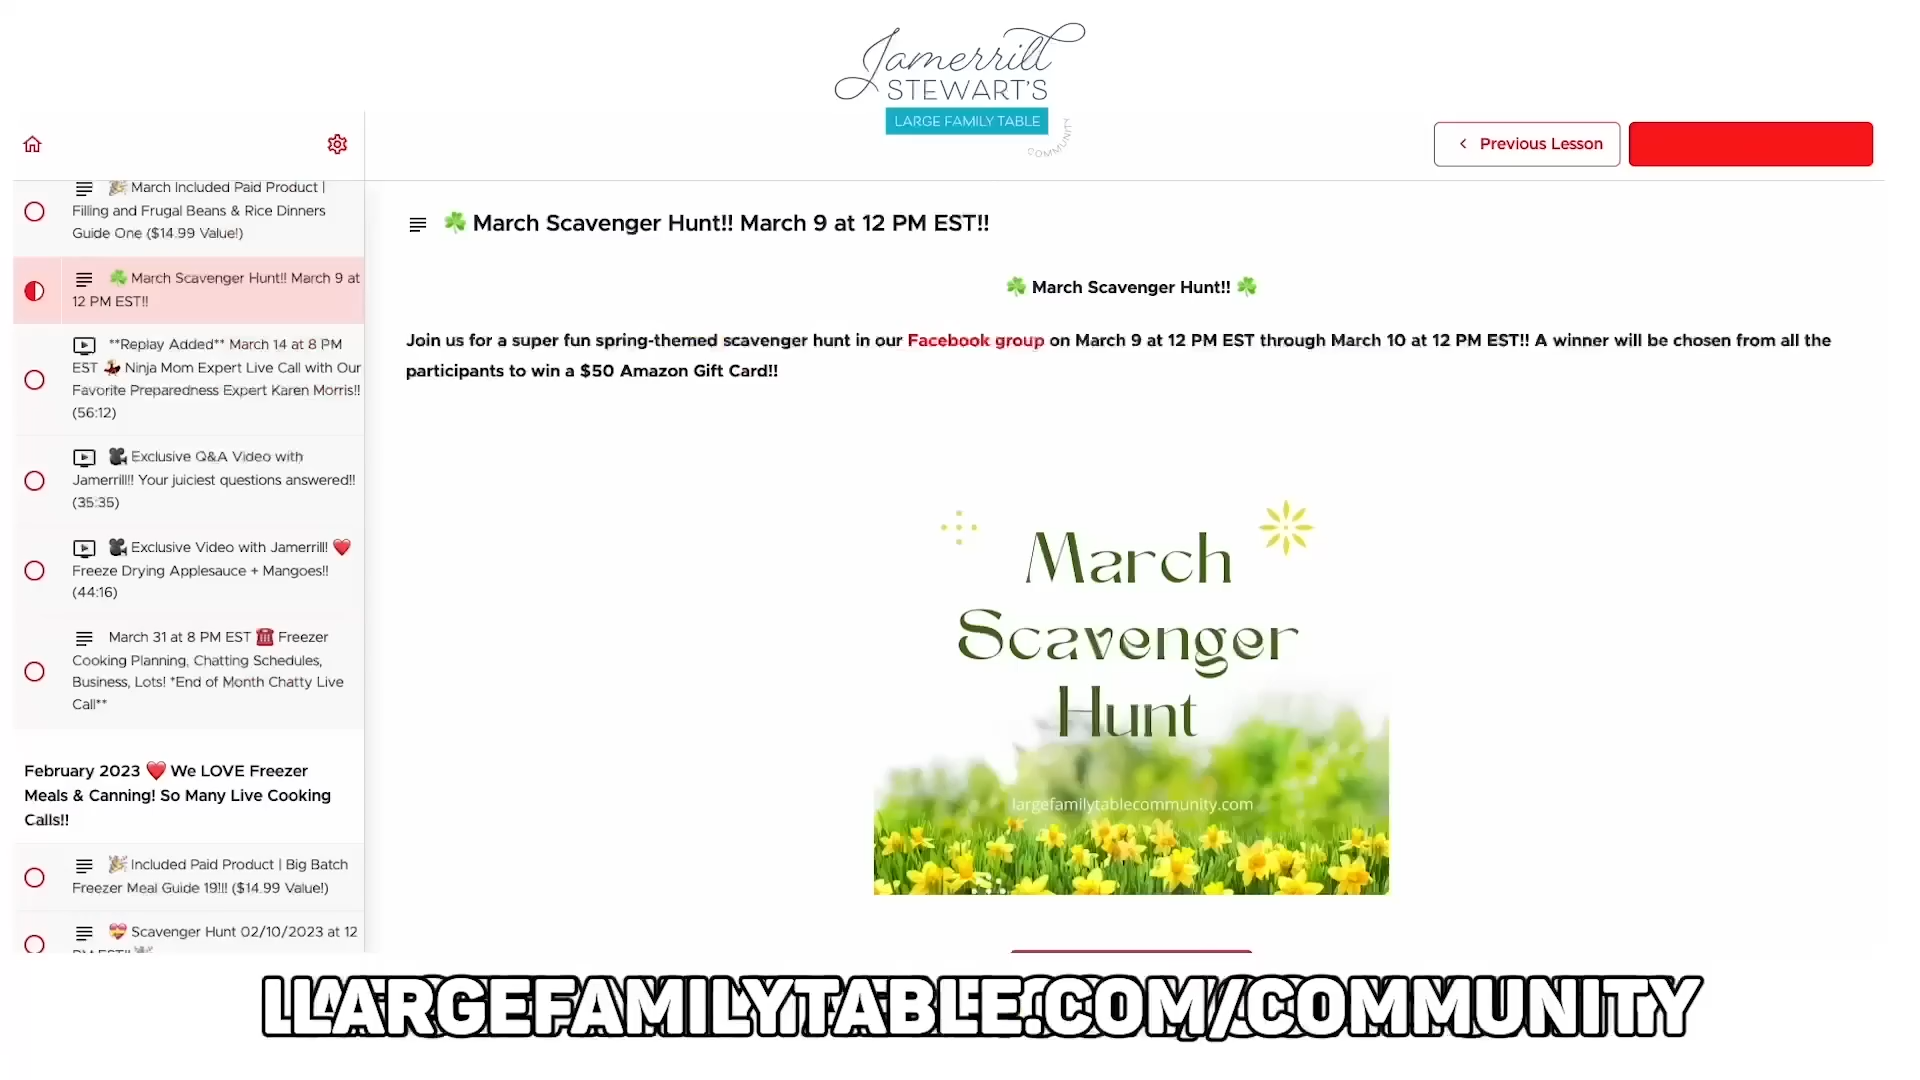 Jamerrill
STEWART'S
LARGE FAMILY TABLE
COMMUNITY
Previous Lesson
March Included Paid Product |
Filling and Frugal Beans & Rice Dinners
Guide One ($14.99 Value!)
March Scavenger Hunt!! March 9 at
12 PM EST!!
**Replay Added** March 14 at 8 PM
EST Ninja Mom Expert Live Call with Our
Favorite Preparedness Expert Karen Morris!!
(56:12)
Exclusive Q&A Video with
Jamerrill!! Your juiciest questions answered!!
(35:35)
Exclusive Video with Jamerrill!
Freeze Drying Applesauce + Mangoes!!
(44:16)
March 31 at 8 PM EST Freezer
Cooking Planning, Chatting Schedules,
Business, Lots! *End of Month Chatty Live
Call**
February 2023 We LOVE Freezer
Meals & Canning! So Many Live Cooking
Calls!!
Included Paid Product | Big Batch
Freezer Meal Guide 19!!! ($14.99 Value!)
Scavenger Hunt 02/10/2023 at 12
March Scavenger Hunt!! March 9 at 12 PM EST!!
March Scavenger Hunt!!
Join us for a super fun spring-themed scavenger hunt in our Facebook group on March 9 at 12 PM EST through March 10 at 12 PM EST!! A winner will be chosen from all the
participants to win a $50 Amazon Gift Card!!
March
Scavenger
Hunt
largefamilytablecommunity.com
LARGEFAMILYTABLE.COM/COMMUNITY